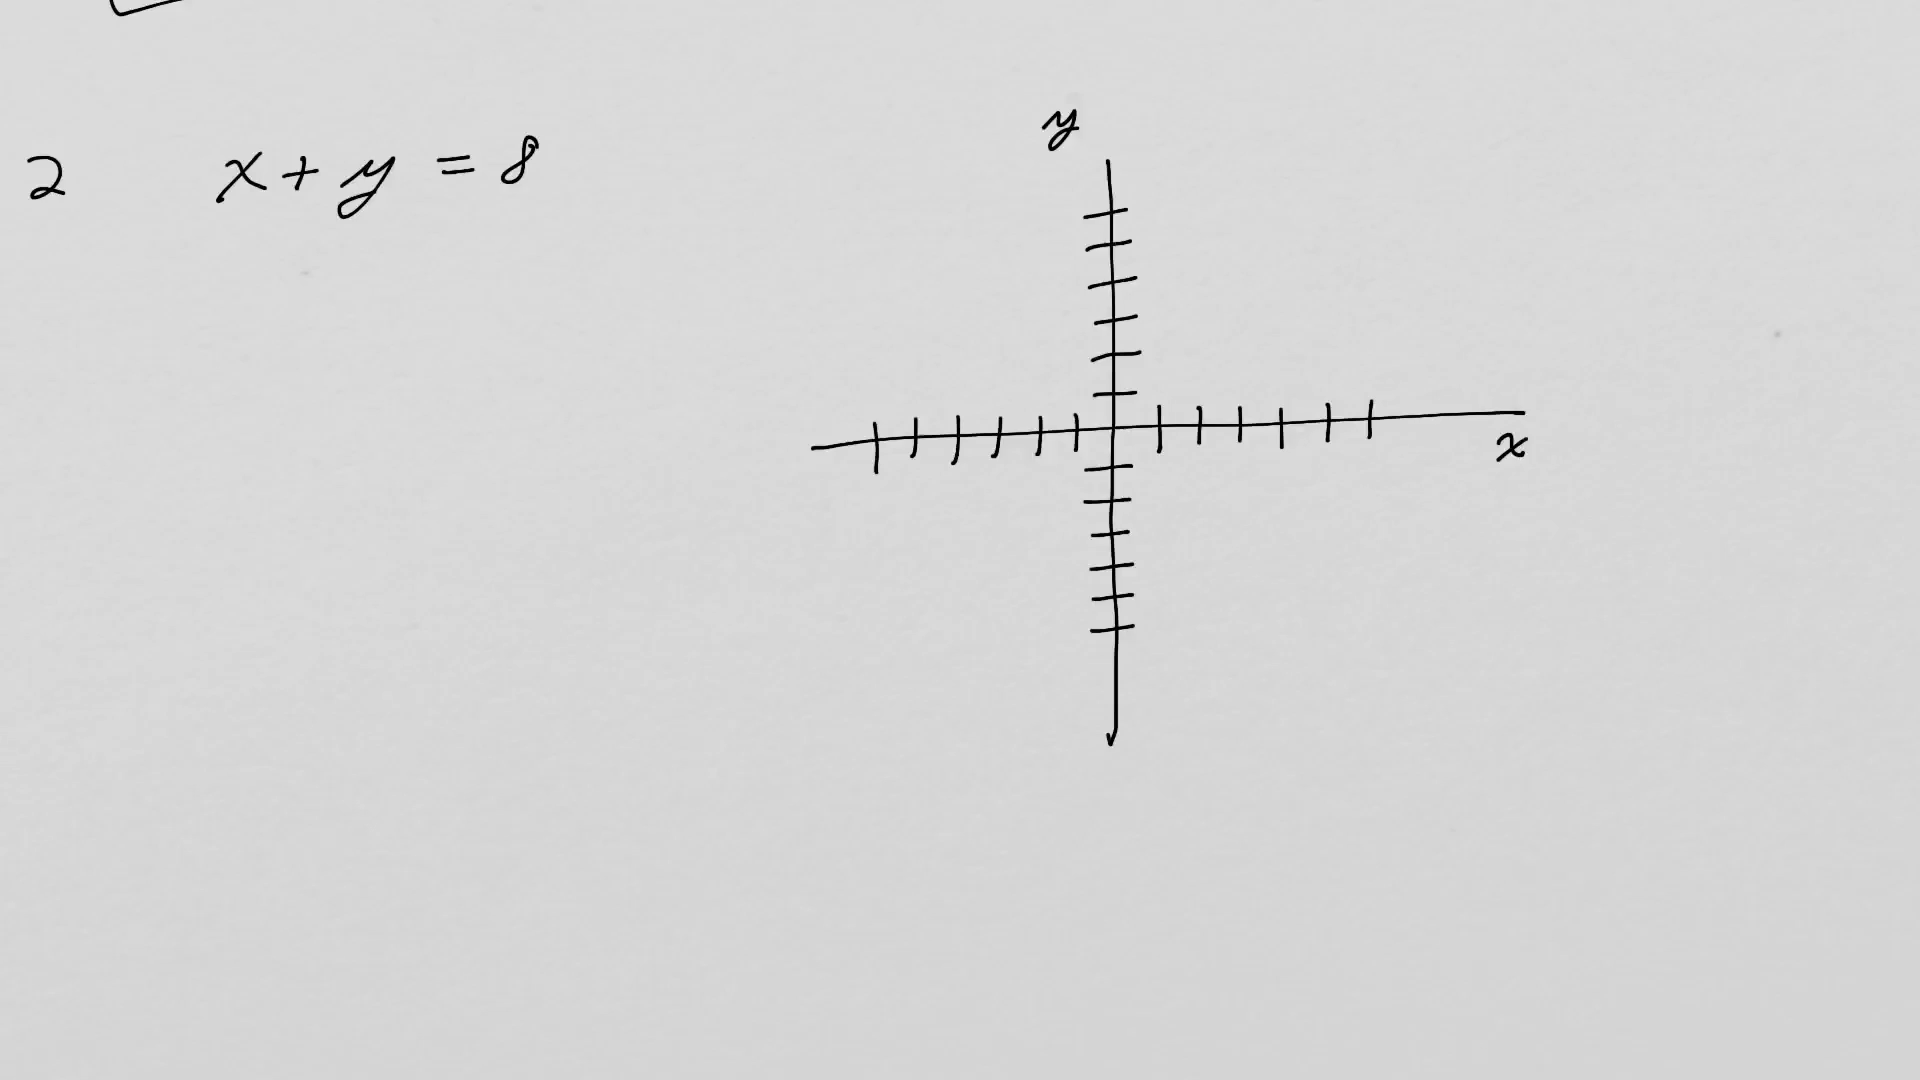 y
2 x + y = 8
x